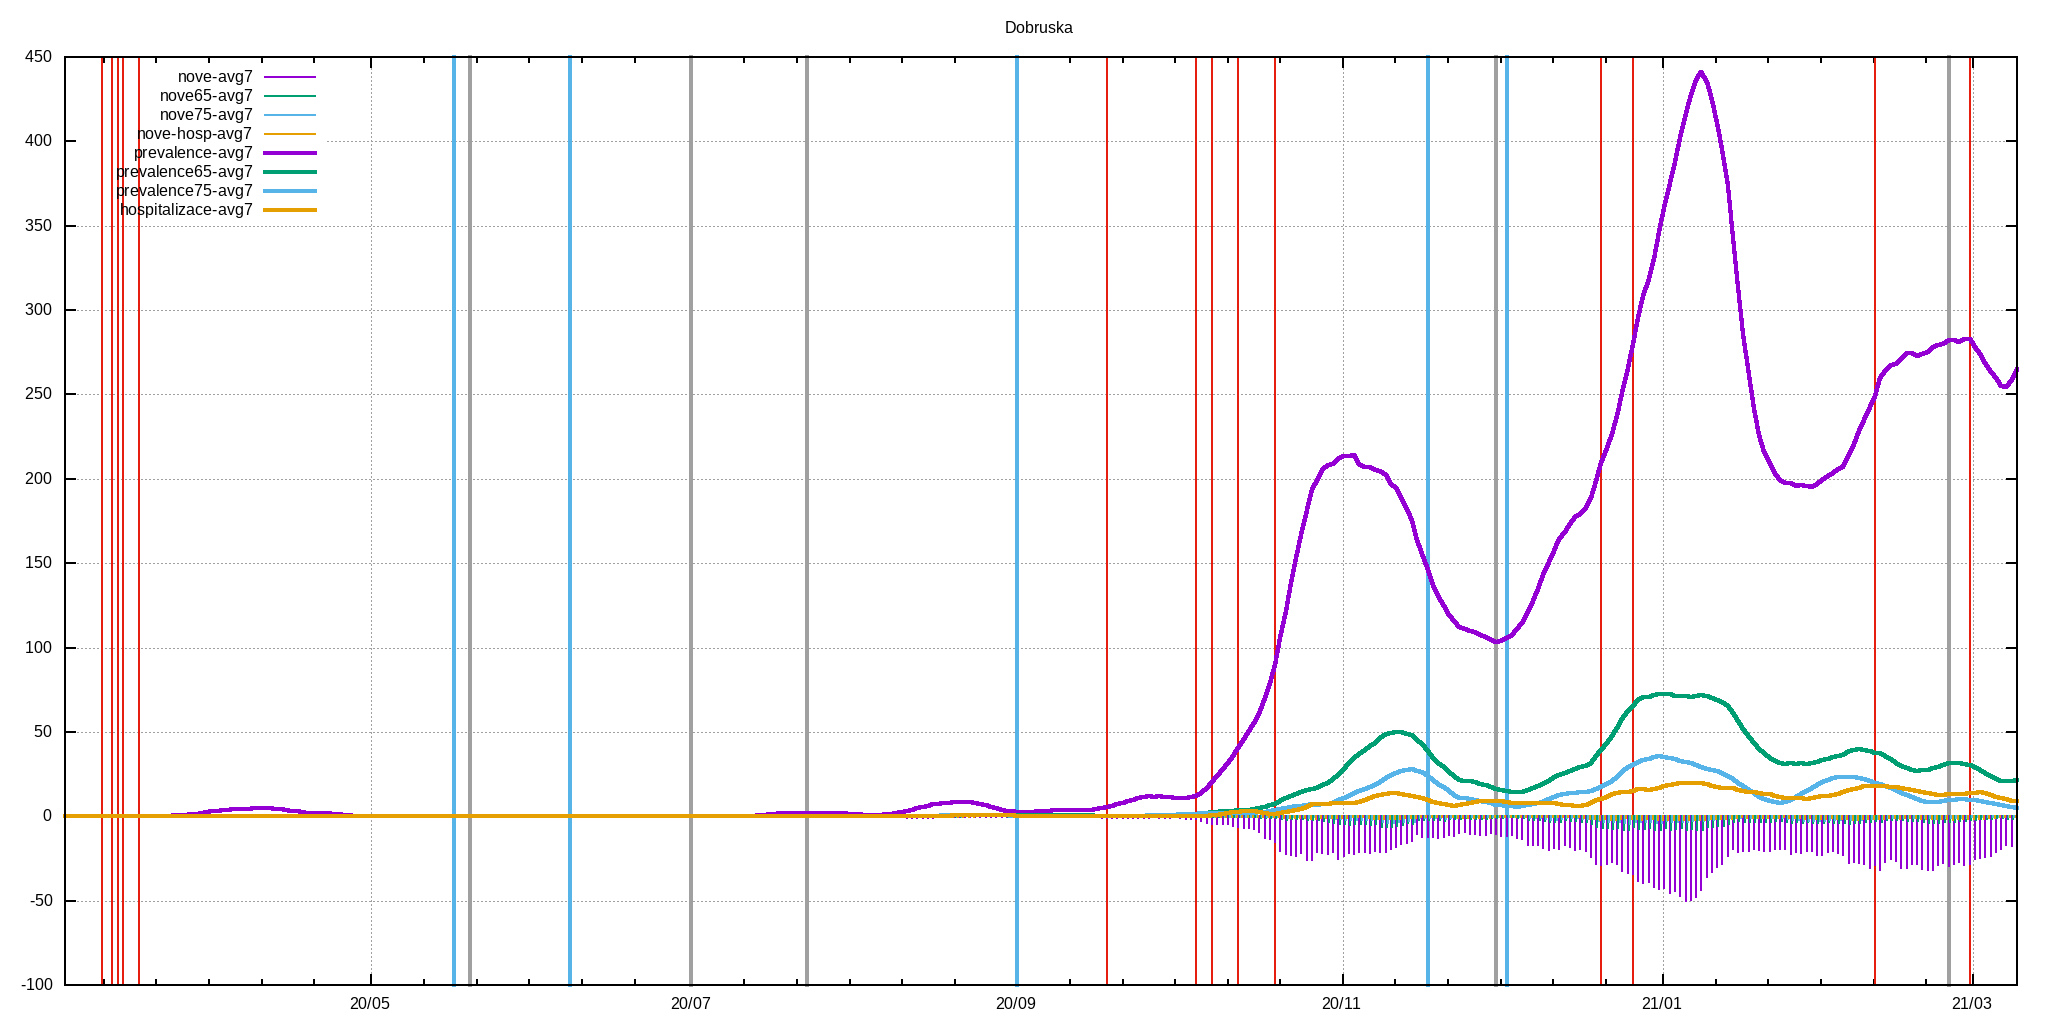 Dobruska
450
400
350
300
250
200
150
100
50
0
-50
-100
nove-avg7
nove65-avg7
nove75-avg7
nove-hosp-avg7
prevalence-avg7
prevalence65-avg7
prevalence75-avg7
hospitalizace-avg7
20/05 20/07 20/09 20/11 21/01 21/03